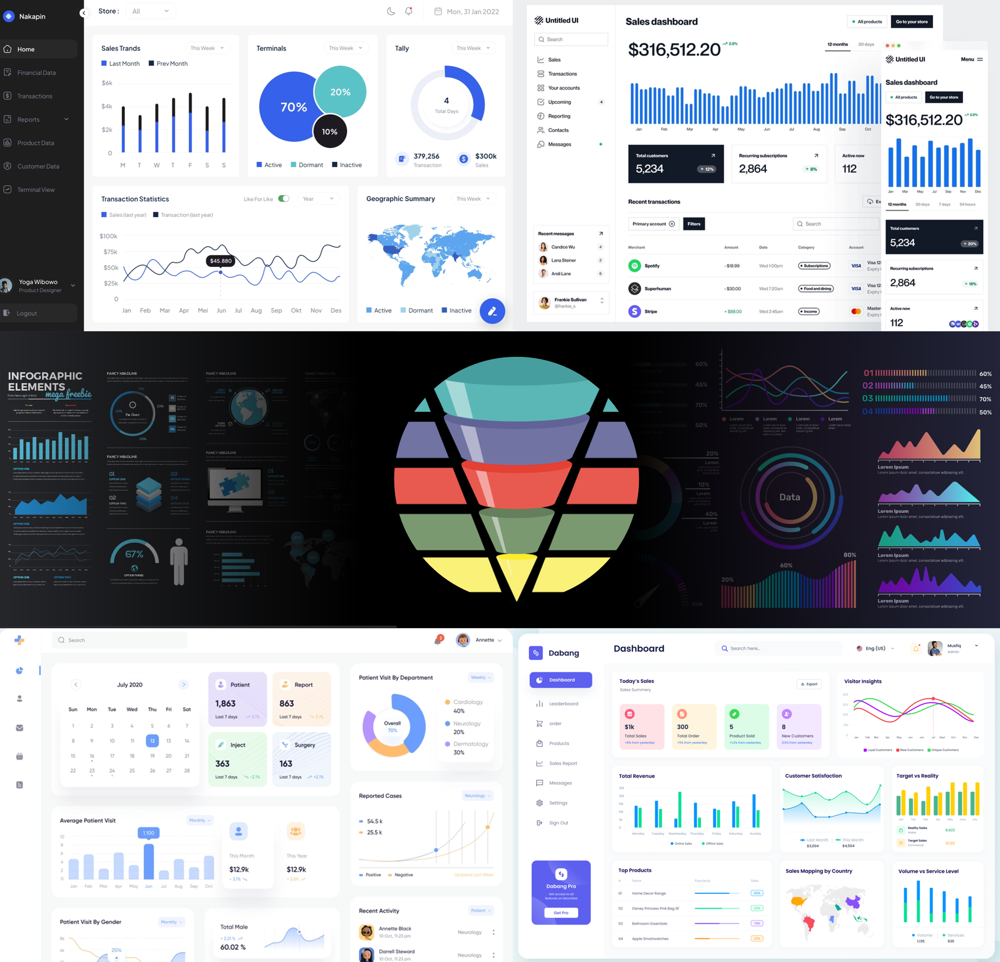 Nakapin
Home
Financial Data
Transactions
Reports
Product Data
Customer Data
Terminal View
Yoga Wibowo
Product Designer
Logout
Store :
All
Mon, 31 Jan 2022
Sales Trands
This Week
Last Month
Prev Month
$6k
$4k
$2k
0
M T W T F S S
Terminals
This Week
70%
20%
10%
Active
Dormant
Inactive
Tally
This Week
4
Total Days
379,256
Transaction
$300k
Sales
Transaction Statistics
Like For Like
Year
Sales (last year)
Transaction (last year)
$100k
$75k
$50k
$25k
0
$45.880
Jan Feb Mar Apr Mei Jun Jul Aug Sep Okt Nov Des
Geographic Summary
This Week
Active
Dormant
Inactive
Untitled UI
Search
Sales
Transactions
Your accounts
Upcoming
4
Reporting
Contacts
Messages
Recent messages
Candice Wu
4
Lana Steiner
2
Andi Lane
6
Frankie Sullivan
@frankie_s
Sales dashboard
All products
Go to your store
$316,512.20
2.8%
12 months
30 days
Jan Feb Mar Apr May Jun Jul Aug Sep Oct
Total customers
5,234
12%
Recurring subscriptions
2,864
8%
Active now
112
Recent transactions
Ex
Primary account
Filters
Search
Merchant Amount Date Category Account
Spotify - $18.99 Wed 1:00pm Subscriptions VISA Visa 12
Expiry
Superhuman - $30.00 Wed 7:20am Food and dining VISA Visa 12
Expiry
Stripe + $88.00 Wed 2:45am Income Master
Expiry
Untitled UI
Menu
Sales dashboard
All products
Go to your store
$316,512.20
2.8%
Jan Mar May Jul Sep Nov Dec
12 months 30 days 7 days 24 hours
Total customers
5,234
20%
Recurring subscriptions
2,864
15%
Active now
112
INFOGRAPHIC
ELEMENTS
mega freebie
OPTION ONE
OPTION ONE
OPTION ONE
OPTION TWO
FANCY HEADLINE
10%
40%
20%
30%
Pie Chart
01
03
04
FANCY HEADLINE
01
OPTION ONE
02
OPTION TWO
03
OPTION THREE
04
OPTION FOUR
67%
OPTION THREE
FANCY HEADLINE
FIRST
OPTION
SECOND
OPTION
THIRD
OPTION
FANCY HEADLINE
01
OPTION ONE
02
FANCY HEADLING
FANCY HEADLINE
60%
45%
70%
50%
20%
Lorem
10%
Lorem
40%
Lorem
100%
Lorem
Lorem
Lorem
Lorem
Data
20%
60%
80%
01 60%
02 45%
03 70%
04 50%
Lorem Ipsum
Lorem Ipsum dolor amet, consectetuer adipiscing elit.
Lorem Ipsum
Lorem Ipsum dolor amet, consectetuer adipiscing elit.
Lorem Ipsum
Lorem Ipsum dolor amet, consectetuer adipiscing elit.
Lorem Ipsum
Lorem Ipsum dolor amet, consectetuer adipiscing elit.
Search
2
Annette
July 2020
Sun Mon Tue Wed Thu Fri Sat
1 2 3 4 5 6 7
8 9 10 11 12 13 14
15 16 17 18 19 20 21
22 23 24 25 26 27 28
Patient
1,863
Last 7 days 2.1%
Report
863
Last 7 days 2.1%
Inject
363
Last 7 days -2.1%
Surgery
163
Last 7 days +2.1%
Average Patient Visit
Monthly
1,100
10
8
6
4
2
0
Jan Feb Mar Apr May Jun Jul Aug Sep Oct
This Month
$12.9k
- 3.1%
This Year
$12.9k
+ 2.6%
Patient Visit By Gender
Monthly
8k
6k
2514
Total Male
+ 2.21 %
60.02 %
Patient Visit By Department
Weekly
Overall
70%
Cardiology
40%
Neurology
20%
Dermatology
30%
Reported Cases
Neurology
54.5 k
25.5 k
Positive
Negative
Updated Last Week
Recent Activity
Patient
Annette Black
10 Oct, 11.23 pm
Neurology
Darrell Steward
10 Oct, 11.23 pm
Neurology
Dabang
Dashboard
Leaderboard
order
Products
Sales Report
Messages
Settings
Sign Out
Dabang Pro
Get access to all
features on tetumbas
Get Pro
Dashboard
Search here...
Eng (US)
Musfiq
Admin
Today's Sales
Sales Summery
Export
$1k
Total Sales
+8% from yesterday
300
Total Order
+5% from yesterday
5
Product Sold
+1,2% from yesterday
8
New Customers
0,5% from yesterday
Visitor Insights
400
300
200
100
0
Jan Feb Mar Apr May Jun Jun Jul Sept Oct Nov Des
Loyal Customers
New Customers
Unique Customers
Total Revenue
25k
20k
15k
10k
5k
0
Monday Tuesday Wednesday Thursday Friday Saturday Sunday
Online Sales
Offline Sales
Customer Satisfaction
Last Month
$3,004
This Month
$4,504
Target vs Reality
Jan Feb Mar Apr May June July
Reality Sales
Global
8.823
Target Sales
Commercial
12.122
Top Products
# Name Popularity Sales
01 Home Decor Range 45%
02 Disney Princess Pink Bag 18' 29%
03 Bathroom Essentials 18%
04 Apple Smartwatches 25%
Sales Mapping by Country
Volume vs Service Level
Volume
1,135
Services
635